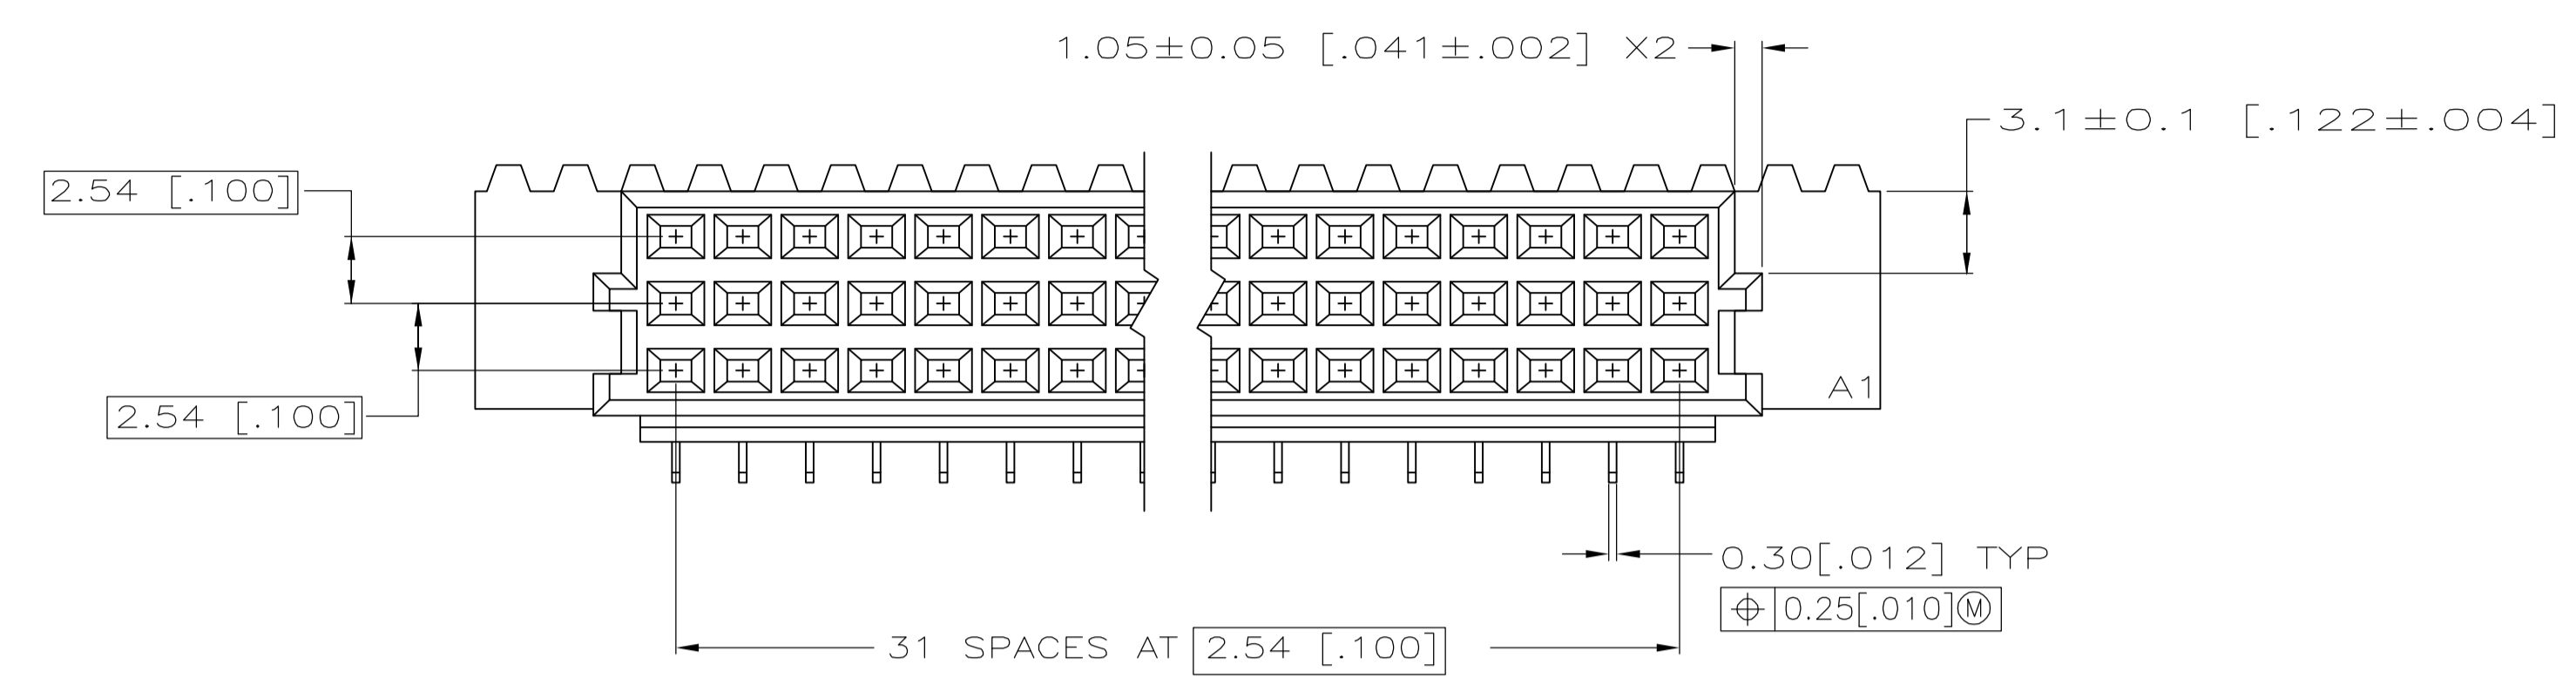 1.05±0.05 [.041±.002] X2
3.1±0.1 [.122±.004]
2.54 [.100]
2.54 [.100]
A1
0.30[.012] TYP
⌖ 0.25[.010]Ⓜ
31 SPACES AT 2.54 [.100]